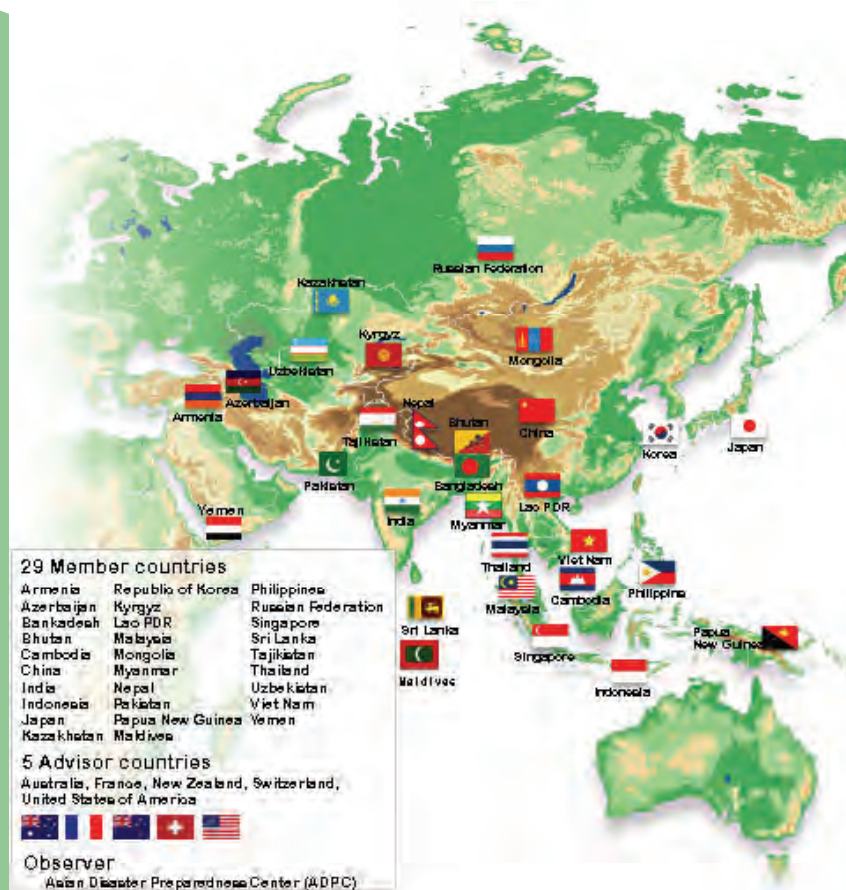 Russian Federation
Kazakhstan
Kyrgyz
Mongolia
Uzbekistan
Azerbaijan
Armenia
Nepal
Tajikistan
Bhutan
China
Korea
Japan
Pakistan
Bangladesh
India
Lao PDR
Yemen
Myanmar
Thailand
Viet Nam
Malaysia
Cambodia
Philippine
Sri Lanka
Singapore
Papua
New Guinea
Maldives
Indonesia
29 Member countries
Armenia Republic of Korea Philippines
Azerbaijan Kyrgyz Russian Federation
Bankadesh Lao PDR Singapore
Bhutan Malaysia Sri Lanka
Cambodia Mongolia Tajikistan
China Myanmar Thailand
India Nepal Uzbekistan
Indonesia Pakistan Viet Nam
Japan Papua New Guinea Yemen
Kazakhstan Maldives
5 Advisor countries
Australia, France, New Zealand, Switzerland,
United States of America
Observer
Asian Disaster Preparedness Center (ADPC)